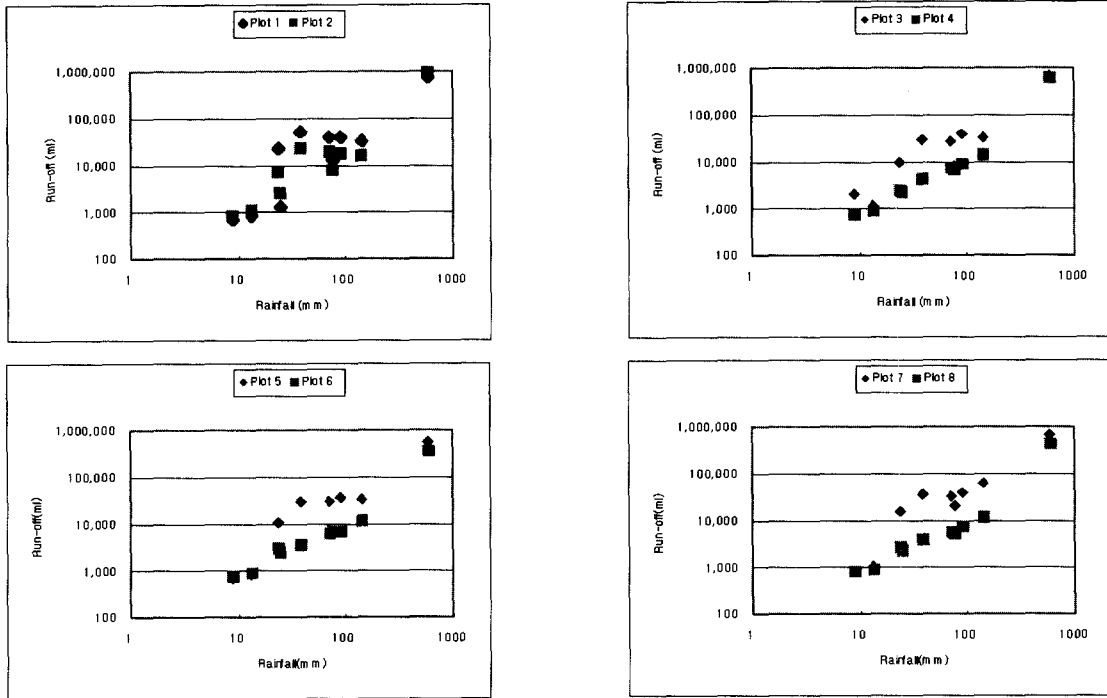 Plot 1 Plot 2
1,000,000
100,000
10,000
1,000
100
Run-off (ml)
1 10 100 1000
Rainfall (mm)
Plot 3 Plot 4
1,000,000
100,000
10,000
1,000
100
Run-off (ml)
1 10 100 1000
Rainfall (mm)
Plot 5 Plot 6
1,000,000
100,000
10,000
1,000
100
Run-off(ml)
1 10 100 1000
Rainfall(mm)
Plot 7 Plot 8
1,000,000
100,000
10,000
1,000
100
Run-off(ml)
1 10 100 1000
Rainfall(mm)